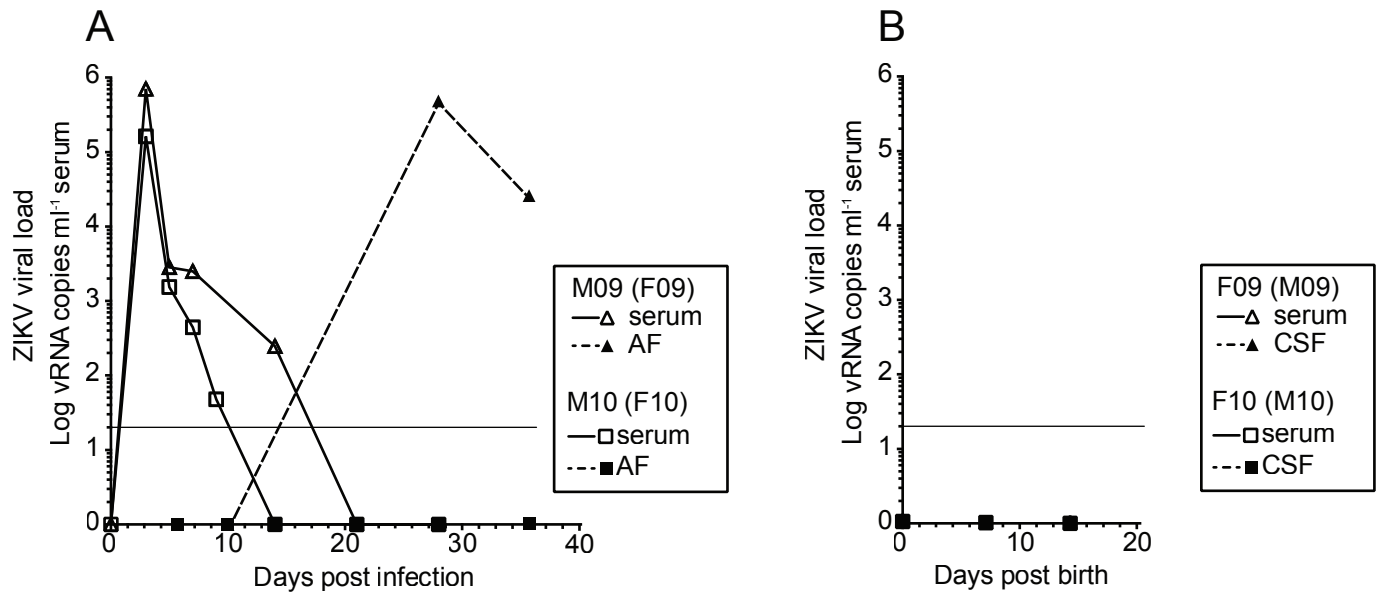 A
ZIKV viral load
Log vRNA copies ml⁻¹ serum
6
5
4
3
2
1
0
0 10 20 30 40
Days post infection
M09 (F09)
serum
AF
M10 (F10)
serum
AF
B
ZIKV viral load
Log vRNA copies ml⁻¹ serum
6
5
4
3
2
1
0
0 10 20
Days post birth
F09 (M09)
serum
CSF
F10 (M10)
serum
CSF